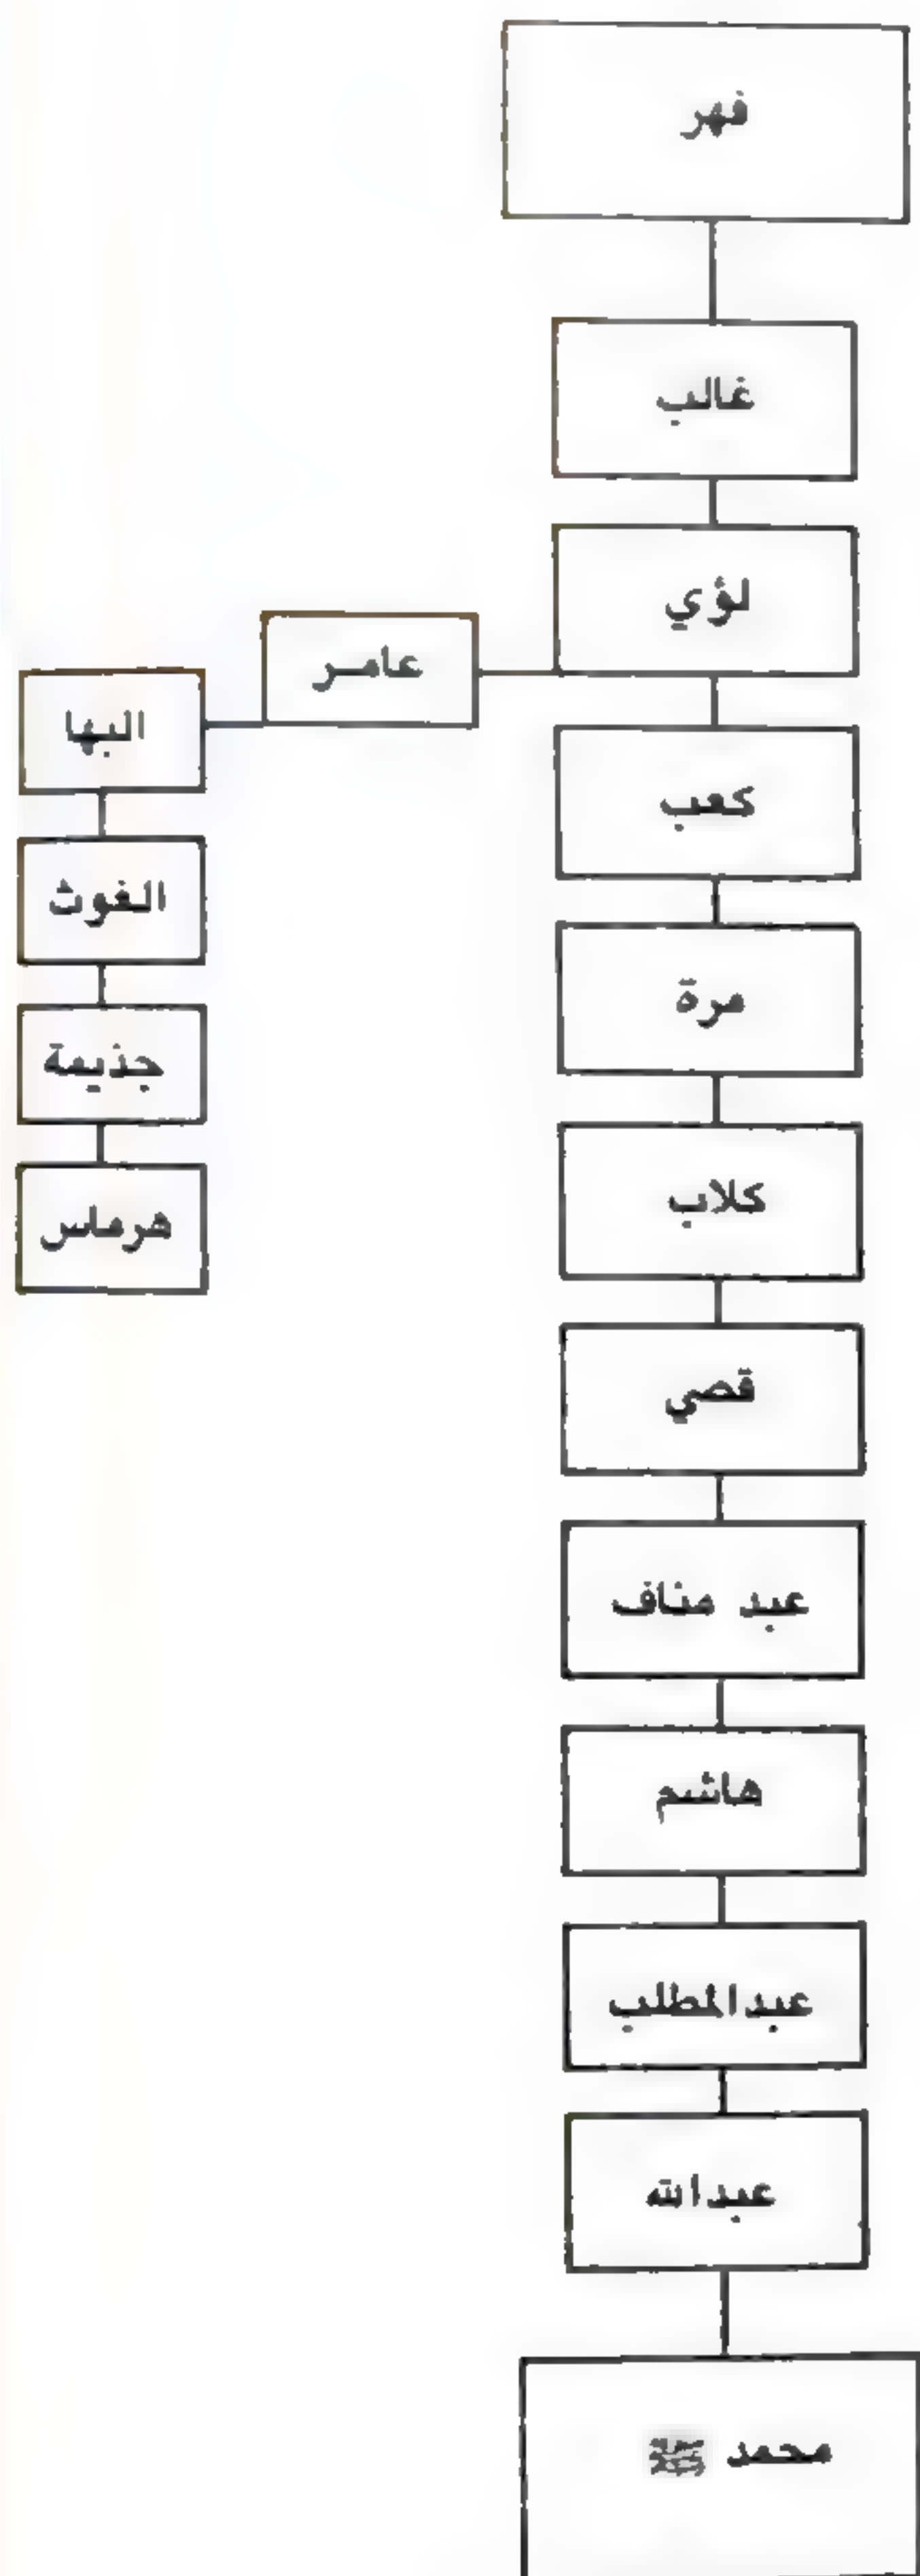 فهر
غالب
لؤي
عامر
البها
الغوث
جذيمة
هرماس
كعب
مرة
كلاب
قصي
عبد مناف
هاشم
عبدالمطلب
عبدالله
محمد ﷺ